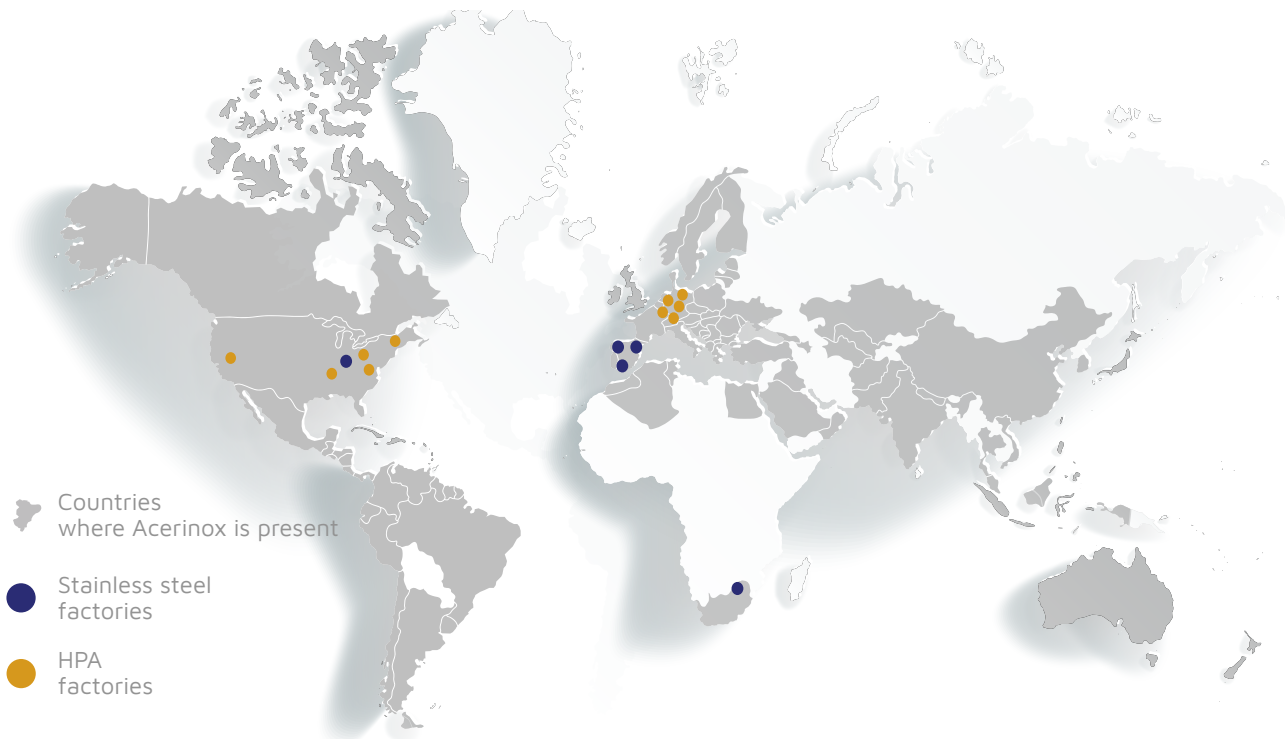 Countries
where Acerinox is present
Stainless steel
factories
HPA
factories